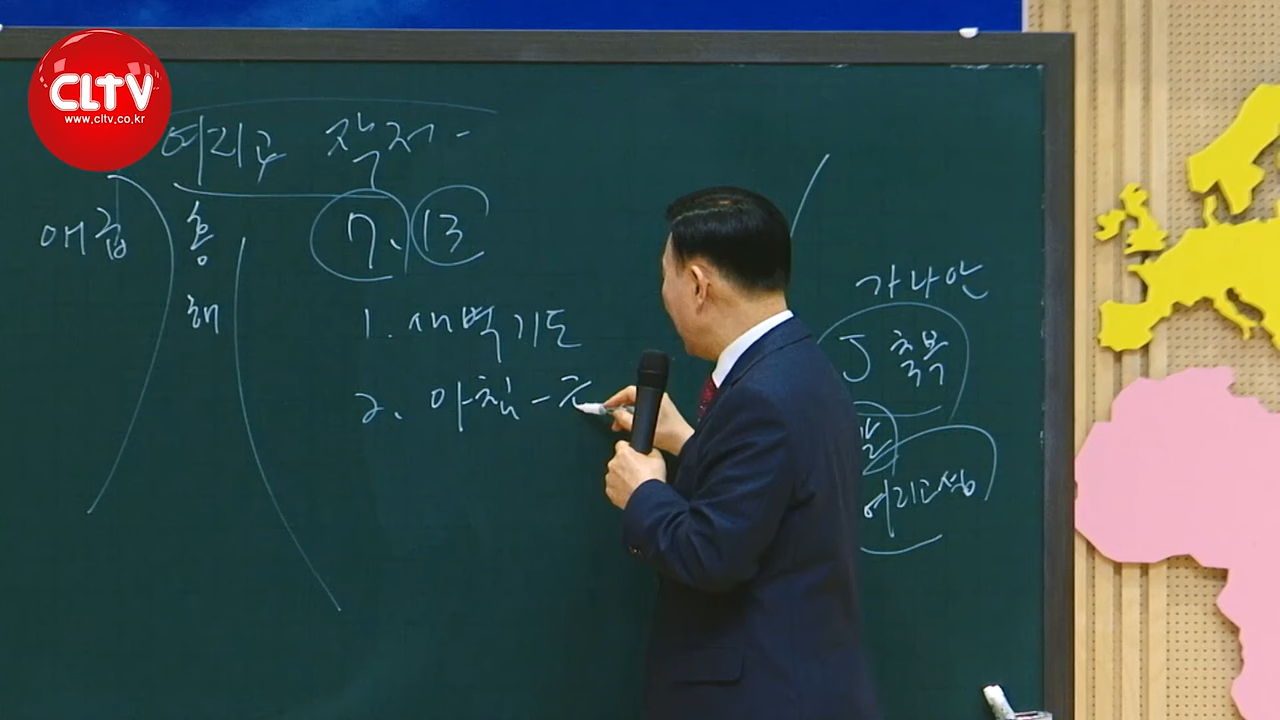 CLTV
www.cltv.co.kr
여리고 작전
애굽
홍
해
7, 13
1. 새벽기도
2. 아침 -
가나안
J 축복
여리고성